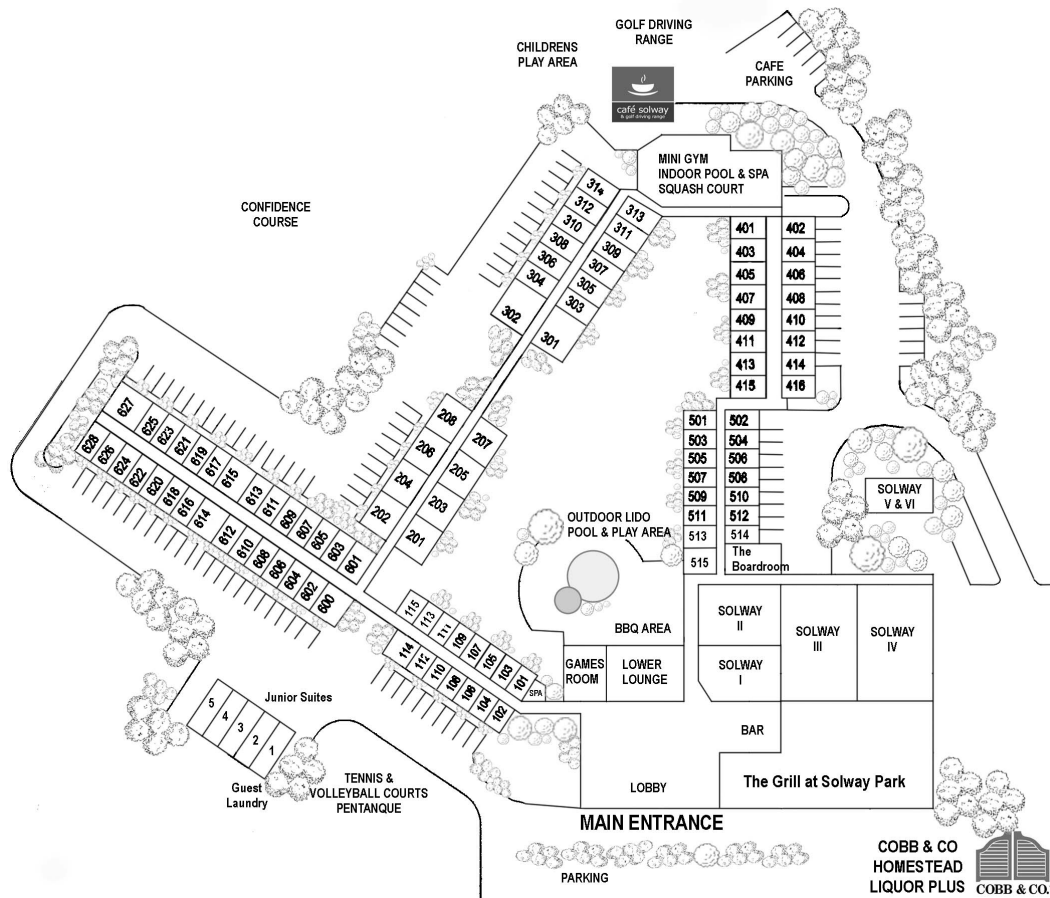 GOLF DRIVING
RANGE
CHILDRENS
PLAY AREA
CAFE
PARKING
café solway
& golf driving range
MINI GYM
INDOOR POOL & SPA
SQUASH COURT
CONFIDENCE
COURSE
314
312
310
308
306
304
302
313
311
309
307
305
303
301
401
402
403
404
405
406
407
408
409
410
411
412
413
414
415
416
208
206
204
202
207
205
203
201
501
502
503
504
505
506
507
508
509
510
511
512
513
514
515
The
Boardroom
SOLWAY
V & VI
627
625
623
621
619
617
615
613
611
609
607
605
603
601
628
626
624
622
620
618
616
614
612
610
608
606
604
602
600
OUTDOOR LIDO
POOL & PLAY AREA
115
113
111
109
107
105
103
101
SPA
114
112
110
108
106
104
102
BBQ AREA
GAMES
ROOM
LOWER
LOUNGE
SOLWAY
II
SOLWAY
I
SOLWAY
III
SOLWAY
IV
BAR
LOBBY
The Grill at Solway Park
Junior Suites
5
4
3
2
1
Guest
Laundry
TENNIS &
VOLLEYBALL COURTS
PENTANQUE
MAIN ENTRANCE
PARKING
COBB & CO
HOMESTEAD
LIQUOR PLUS
COBB & CO.